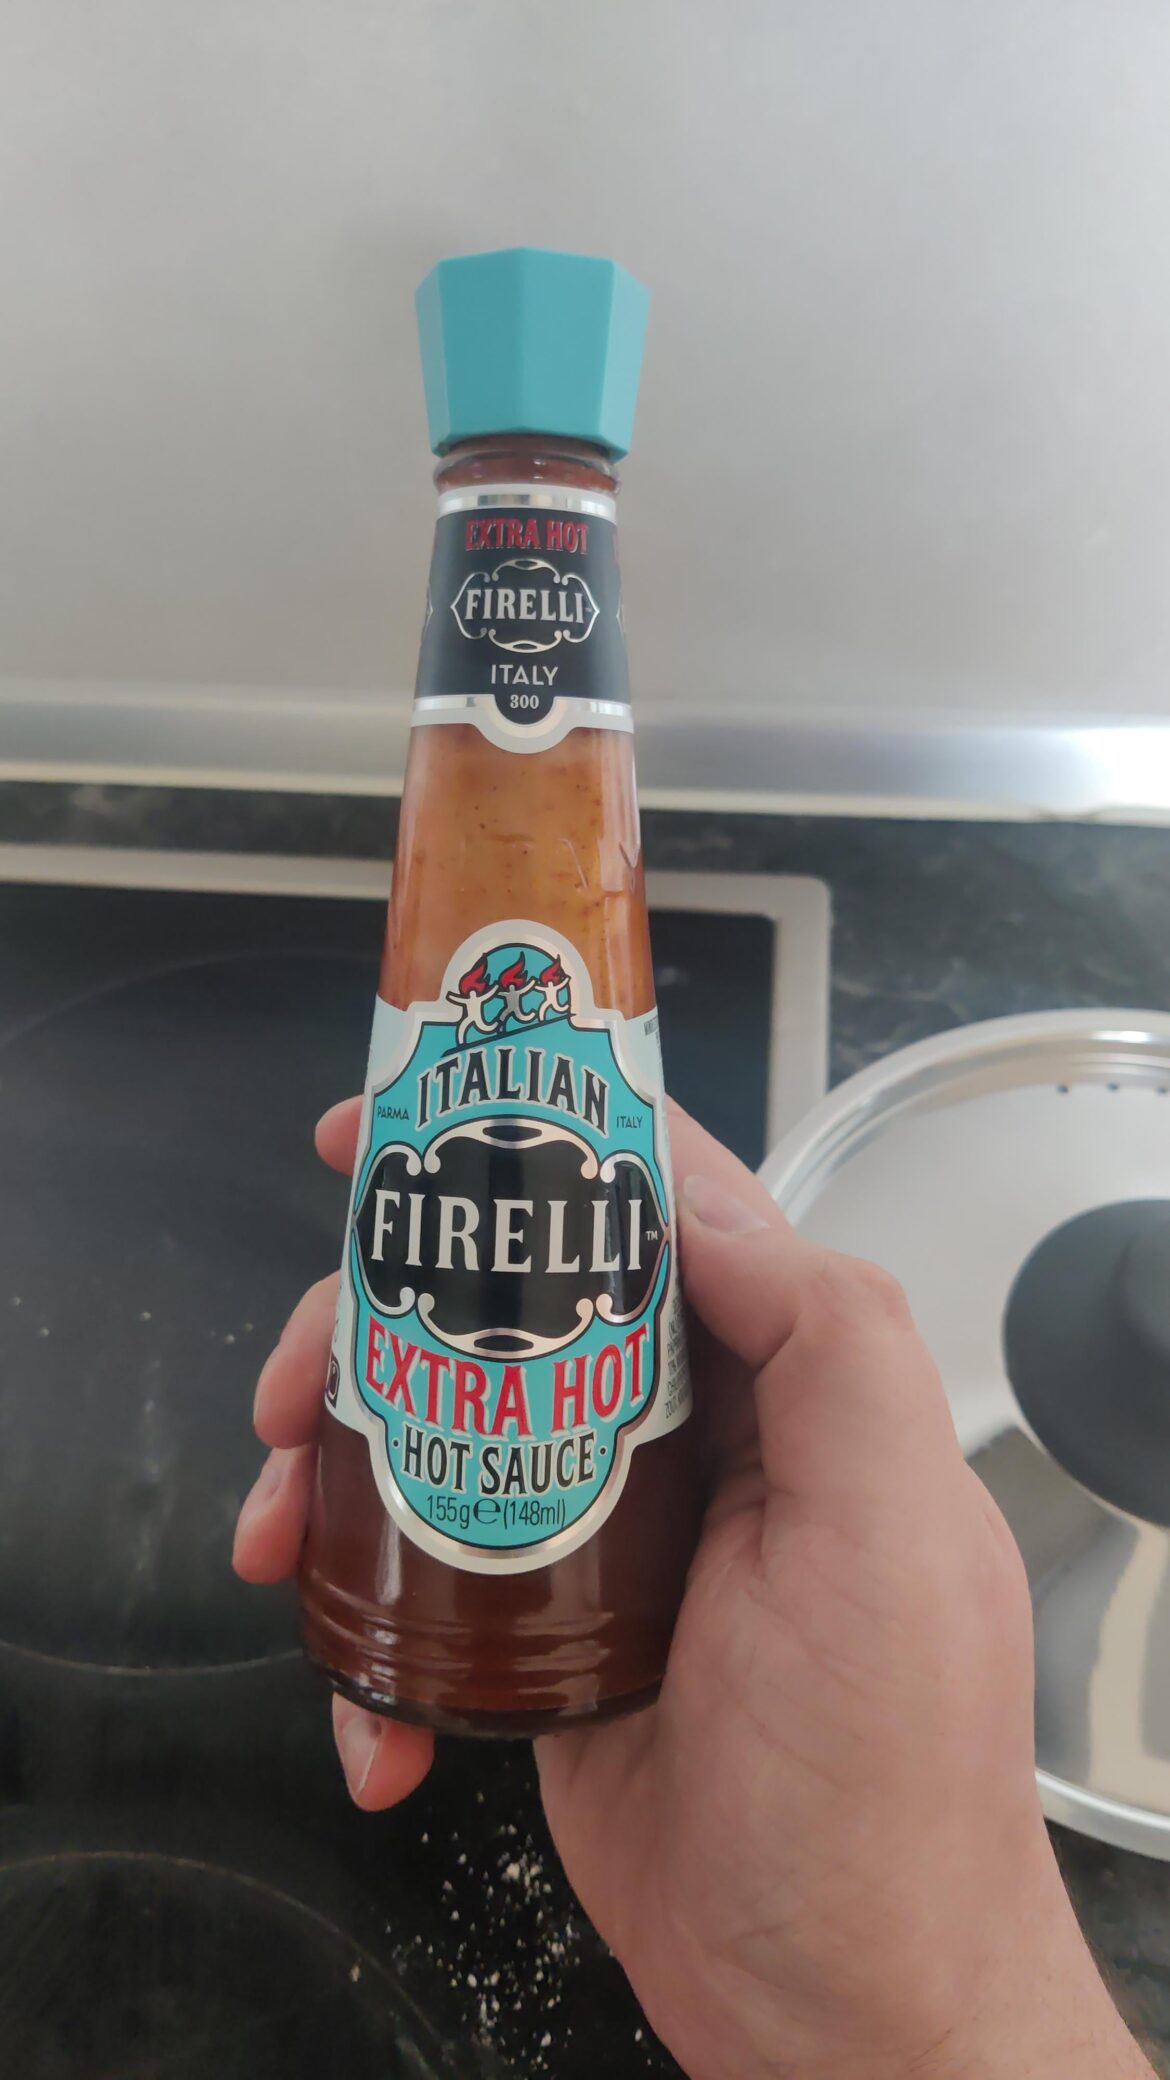 EXTRA HOT
FIRELLI
ITALY
300
ITALIAN
PARMA
ITALY
FIRELLI™
EXTRA HOT
·HOT SAUCE·
155g℮(148ml)